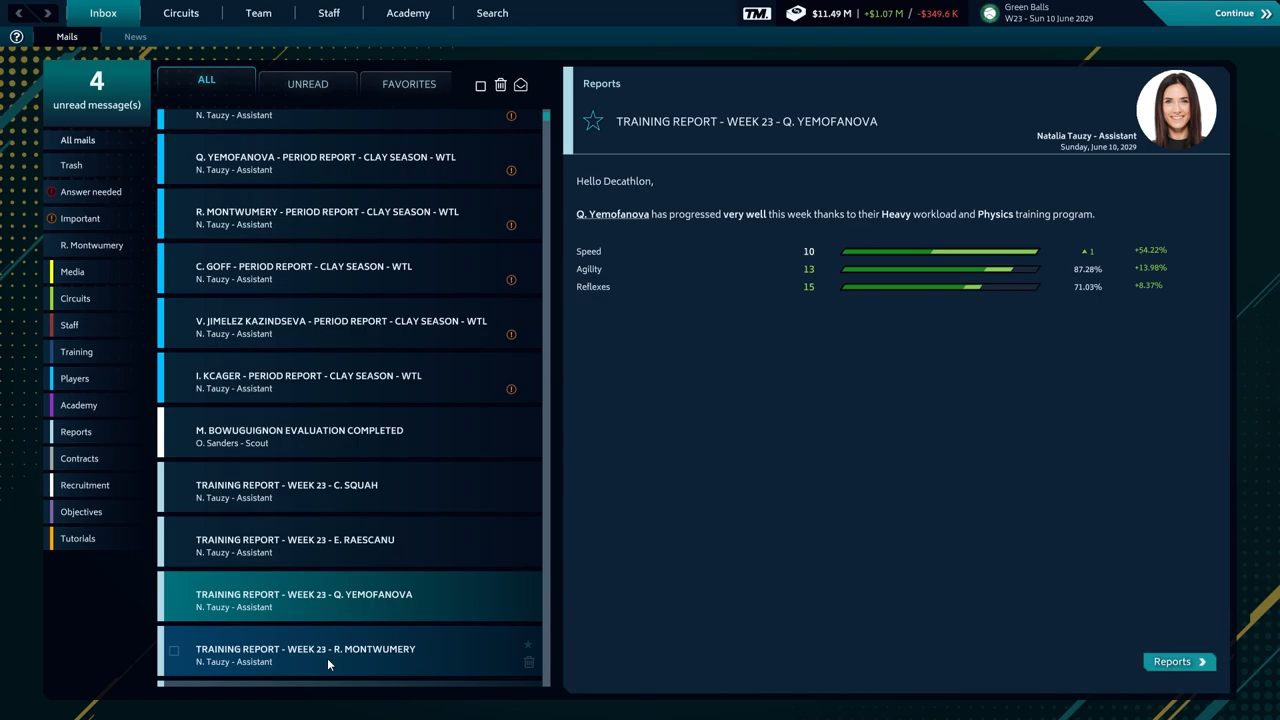 Inbox
Circuits
Team
Staff
Academy
Search
TM.
$11.49 M / +$1.07 M / -$349.6 K
Green Balls
W23 - Sun 10 June 2029
Continue
Mails
News
4
unread message(s)
All mails
Trash
Answer needed
Important
R. Montwumery
Media
Circuits
Staff
Training
Players
Academy
Reports
Contracts
Recruitment
Objectives
Tutorials
ALL
UNREAD
FAVORITES
N. Tauzy - Assistant
Q. YEMOFANOVA - PERIOD REPORT - CLAY SEASON - WTL
N. Tauzy - Assistant
R. MONTWUMERY - PERIOD REPORT - CLAY SEASON - WTL
N. Tauzy - Assistant
C. GOFF - PERIOD REPORT - CLAY SEASON - WTL
N. Tauzy - Assistant
V. JIMELEZ KAZINDSEVA - PERIOD REPORT - CLAY SEASON - WTL
N. Tauzy - Assistant
I. KCAGER - PERIOD REPORT - CLAY SEASON - WTL
N. Tauzy - Assistant
M. BOWUGUIGNON EVALUATION COMPLETED
O. Sanders - Scout
TRAINING REPORT - WEEK 23 - C. SQUAH
N. Tauzy - Assistant
TRAINING REPORT - WEEK 23 - E. RAESCANU
N. Tauzy - Assistant
TRAINING REPORT - WEEK 23 - Q. YEMOFANOVA
N. Tauzy - Assistant
TRAINING REPORT - WEEK 23 - R. MONTWUMERY
N. Tauzy - Assistant
Reports
TRAINING REPORT - WEEK 23 - Q. YEMOFANOVA
Natalia Tauzy - Assistant
Sunday, June 10, 2029
Hello Decathlon,
Q. Yemofanova has progressed very well this week thanks to their Heavy workload and Physics training program.
Speed 10 ▲ 1 +54.22%
Agility 13 87.28% +13.98%
Reflexes 15 71.03% +8.37%
Reports